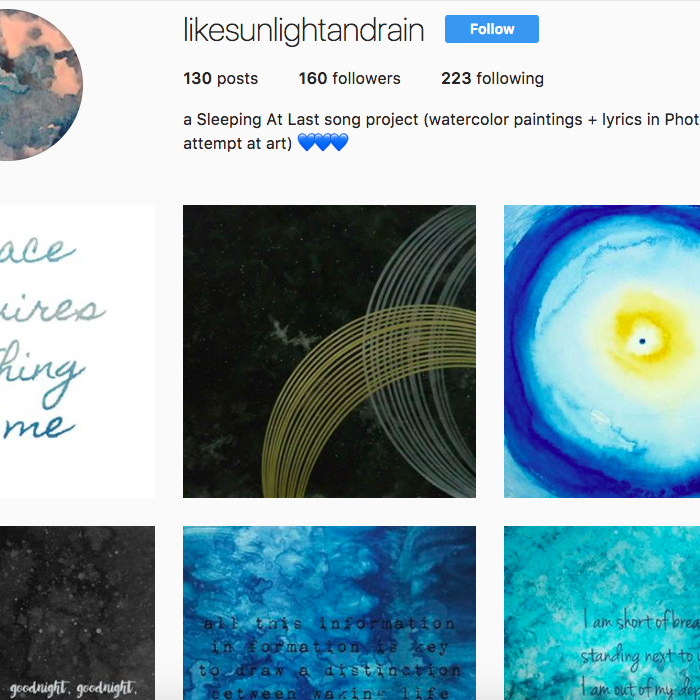 likesunlightandrain
Follow
130 posts 160 followers 223 following
a Sleeping At Last song project (watercolor paintings + lyrics in Phot
attempt at art) 💙💙💙
ace
uires
hing
me
goodnight, goodnight,
all this information
in formation is key
to draw a distinction
between waking life
I am short of brea
standing next to y
I am out of my de